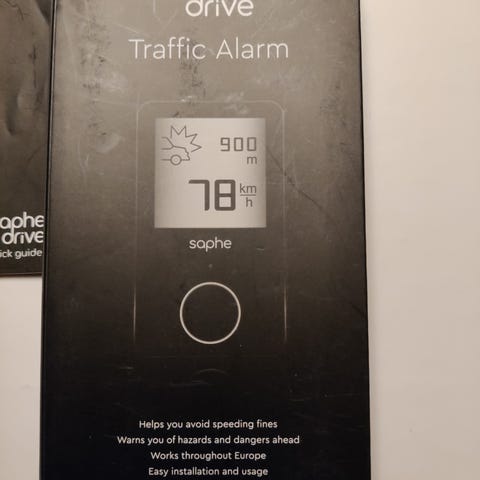 drive
Traffic Alarm
900
m
78 km/h
saphe
aphe
drive
ick guide
Helps you avoid speeding fines
Warns you of hazards and dangers ahead
Works throughout Europe
Easy installation and usage